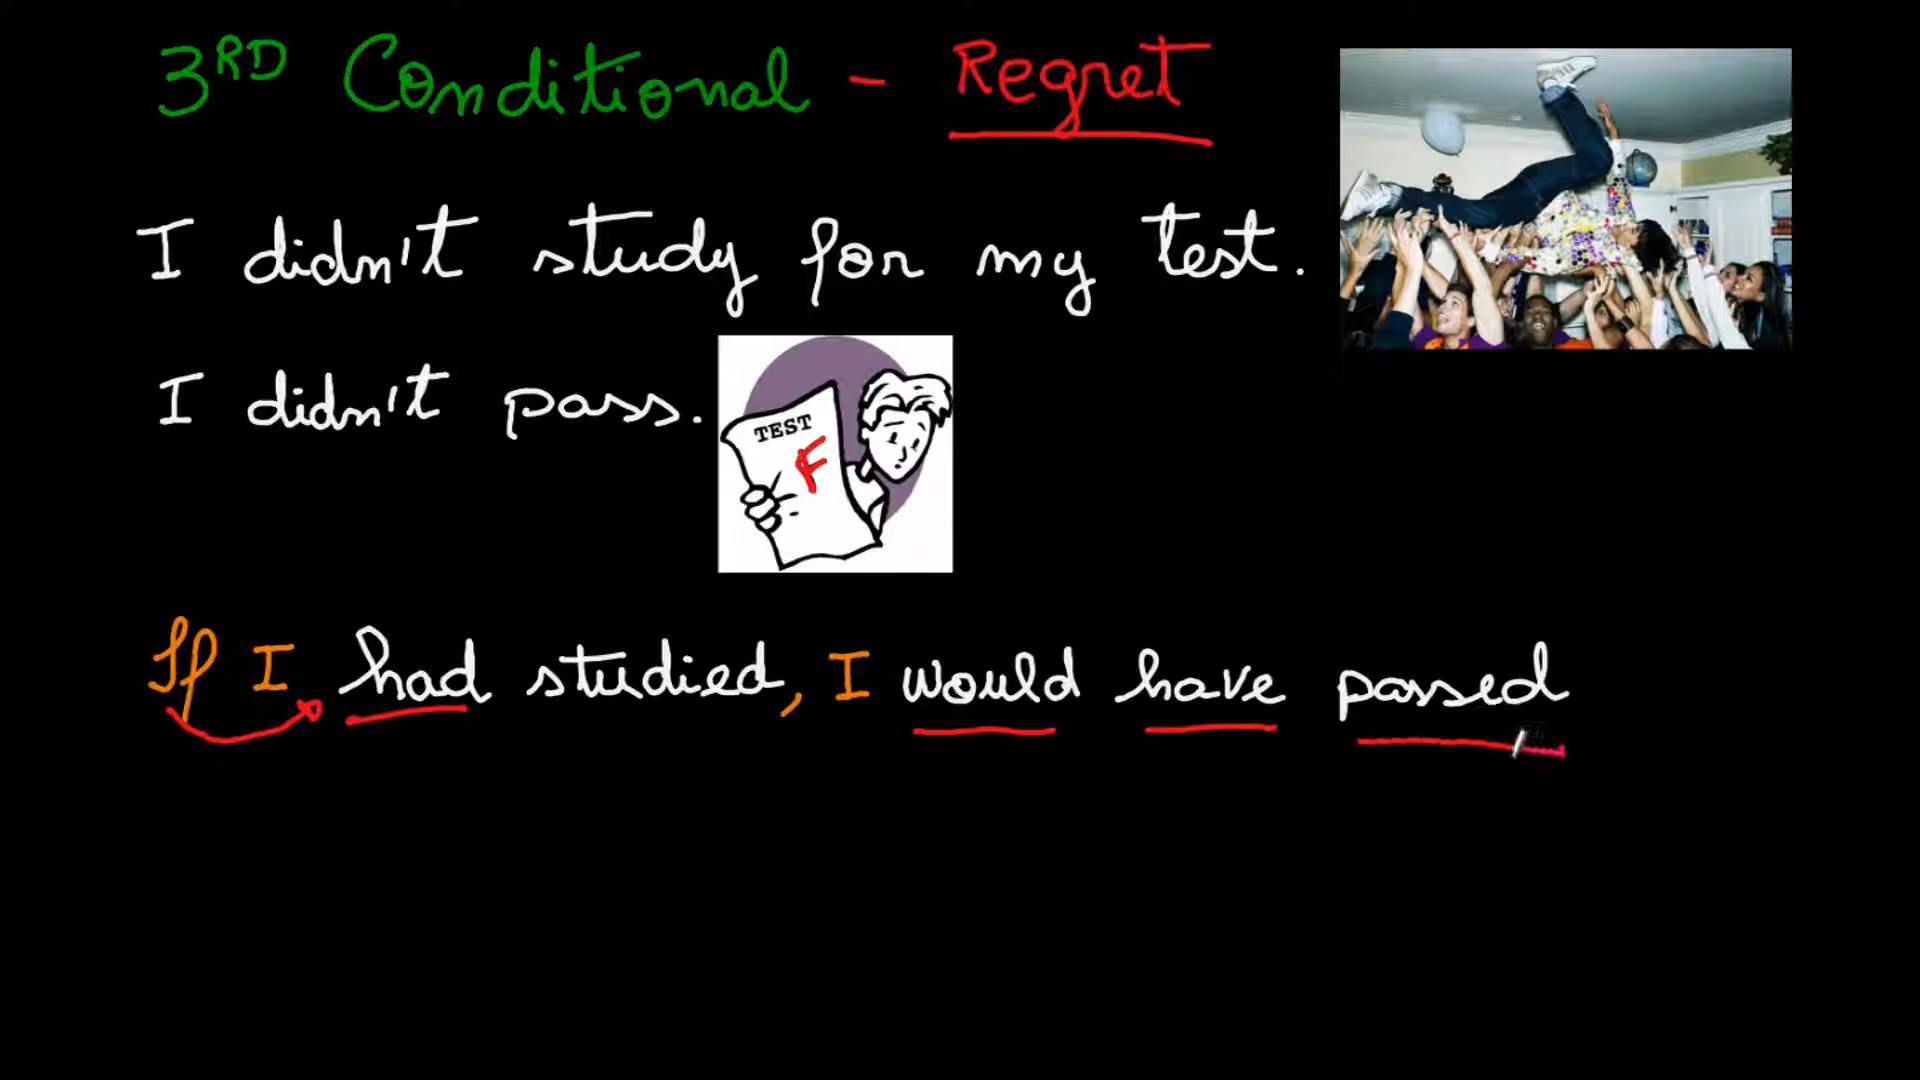 3RD Conditional - Regret
I didn't study for my test.
I didn't pass.
TEST
F
If I had studied, I would have passed